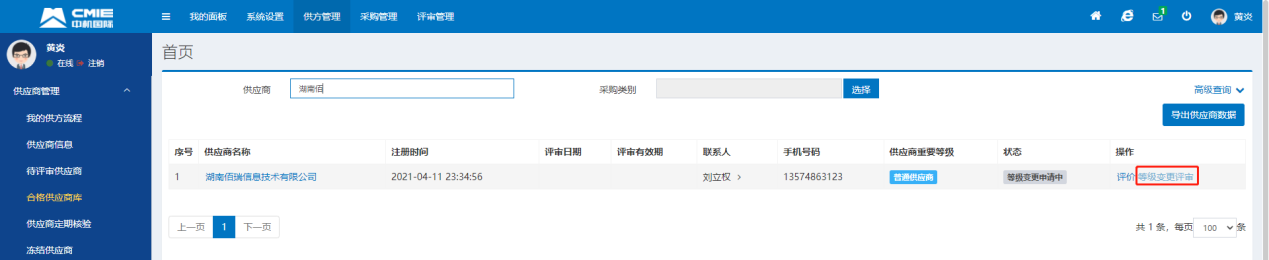 CMIE
中机国际
我的面板 系统设置 供方管理 采购管理 评审管理
1
黄炎
黄炎
在线 注销
供应商管理
我的供方流程
供应商信息
待评审供应商
合格供应商库
供应商定期核验
冻结供应商
首页
供应商 湖南佰 采购类别 选择 高级查询
导出供应商数据
序号 供应商名称 注册时间 评审日期 评审有效期 联系人 手机号码 供应商重要等级 状态 操作
1 湖南佰瑞信息技术有限公司 2021-04-11 23:34:56 刘立权 > 13574863123 普通供应商 等级变更申请中 评价 等级变更评审
上一页 1 下一页 共 1 条, 每页 100 条